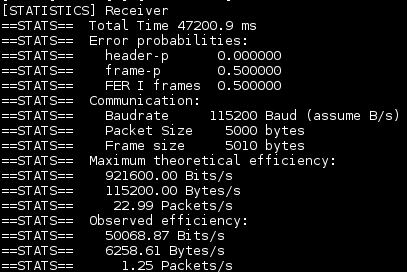 [STATISTICS] Receiver
==STATS== Total Time 47200.9 ms
==STATS== Error probabilities:
==STATS== header-p 0.000000
==STATS== frame-p 0.500000
==STATS== FER I frames 0.500000
==STATS== Communication:
==STATS== Baudrate 115200 Baud (assume B/s)
==STATS== Packet Size 5000 bytes
==STATS== Frame size 5010 bytes
==STATS== Maximum theoretical efficiency:
==STATS== 921600.00 Bits/s
==STATS== 115200.00 Bytes/s
==STATS== 22.99 Packets/s
==STATS== Observed efficiency:
==STATS== 50068.87 Bits/s
==STATS== 6258.61 Bytes/s
==STATS== 1.25 Packets/s